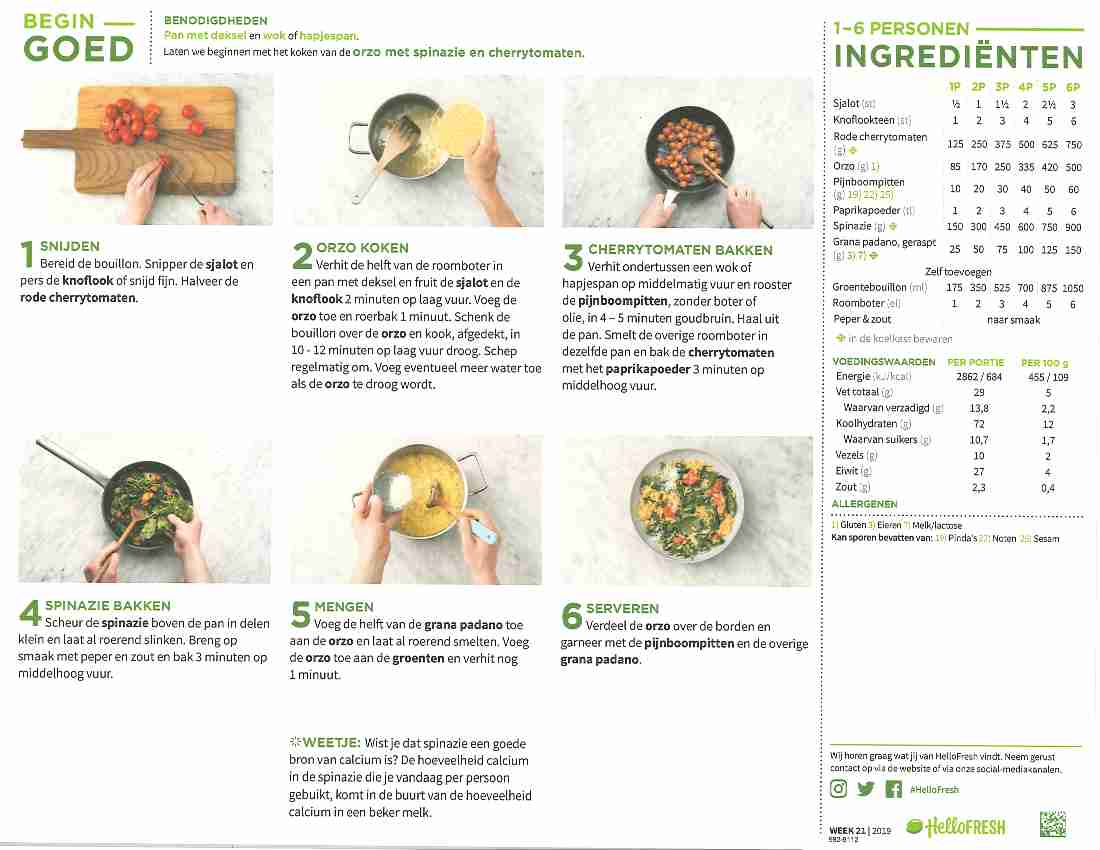 BEGIN
GOED
BENODIGDHEDEN
Pan met deksel en wok of hapjespan.
Laten we beginnen met het koken van de orzo met spinazie en cherrytomaten.
1 SNIJDEN
Bereid de bouillon. Snipper de sjalot en
pers de knoflook of snijd fijn. Halveer de
rode cherrytomaten.
2 ORZO KOKEN
Verhit de helft van de roomboter in
een pan met deksel en fruit de sjalot en de
knoflook 2 minuten op laag vuur. Voeg de
orzo toe en roerbak 1 minuut. Schenk de
bouillon over de orzo en kook, afgedekt, in
10 - 12 minuten op laag vuur droog. Schep
regelmatig om. Voeg eventueel meer water toe
als de orzo te droog wordt.
3 CHERRYTOMATEN BAKKEN
Verhit ondertussen een wok of
hapjespan op middelmatig vuur en rooster
de pijnboompitten, zonder boter of
olie, in 4 – 5 minuten goudbruin. Haal uit
de pan. Smelt de overige roomboter in
dezelfde pan en bak de cherrytomaten
met het paprikapoeder 3 minuten op
middelhoog vuur.
4 SPINAZIE BAKKEN
Scheur de spinazie boven de pan in delen
klein en laat al roerend slinken. Breng op
smaak met peper en zout en bak 3 minuten op
middelhoog vuur.
5 MENGEN
Voeg de helft van de grana padano toe
aan de orzo en laat al roerend smelten. Voeg
de orzo toe aan de groenten en verhit nog
1 minuut.
6 SERVEREN
Verdeel de orzo over de borden en
garneer met de pijnboompitten en de overige
grana padano.
WEETJE: Wist je dat spinazie een goede
bron van calcium is? De hoeveelheid calcium
in de spinazie die je vandaag per persoon
gebuikt, komt in de buurt van de hoeveelheid
calcium in een beker melk.
1–6 PERSONEN
INGREDIËNTEN
1P 2P 3P 4P 5P 6P
Sjalot (st) ½ 1 1½ 2 2½ 3
Knoflookteen (st) 1 2 3 4 5 6
Rode cherrytomaten
(g) 125 250 375 500 625 750
Orzo (g) 1) 85 170 250 335 420 500
Pijnboompitten
(g) 19) 22) 25) 10 20 30 40 50 60
Paprikapoeder (tl) 1 2 3 4 5 6
Spinazie (g) 150 300 450 600 750 900
Grana padano, geraspt
(g) 3) 7) 25 50 75 100 125 150
Zelf toevoegen
Groentebouillon (ml) 175 350 525 700 875 1050
Roomboter (el) 1 2 3 4 5 6
Peper & zout naar smaak
in de koelkast bewaren
VOEDINGSWAARDEN PER PORTIE PER 100 g
Energie (kJ/kcal) 2862 / 684 455 / 109
Vet totaal (g) 29 5
Waarvan verzadigd (g) 13,8 2,2
Koolhydraten (g) 72 12
Waarvan suikers (g) 10,7 1,7
Vezels (g) 10 2
Eiwit (g) 27 4
Zout (g) 2,3 0,4
ALLERGENEN
1) Gluten 3) Eieren 7) Melk/lactose
Kan sporen bevatten van: 19) Pinda's 22) Noten 25) Sesam
Wij horen graag wat jij van HelloFresh vindt. Neem gerust
contact op via de website of via onze social-mediakanalen.
#HelloFresh
WEEK 21 | 2019
HelloFRESH